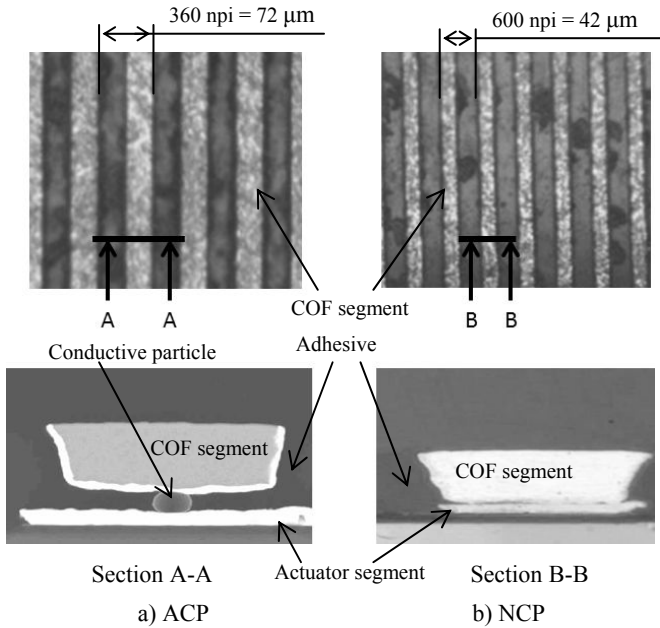 360 npi = 72 μm
600 npi = 42 μm
A A
B B
COF segment
Adhesive
Conductive particle
COF segment
COF segment
Section A-A
Actuator segment
Section B-B
a) ACP
b) NCP